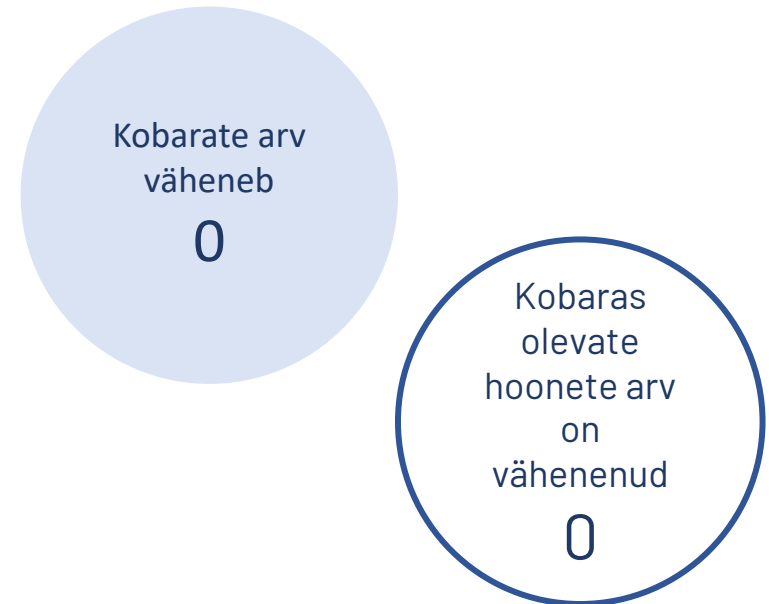 Kobarate arv
väheneb
0
Kobaras
olevate
hoonete arv
on
vähenenud
0